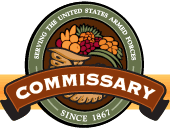 SERVING THE UNITED STATES ARMED FORCES
COMMISSARY
SINCE 1867